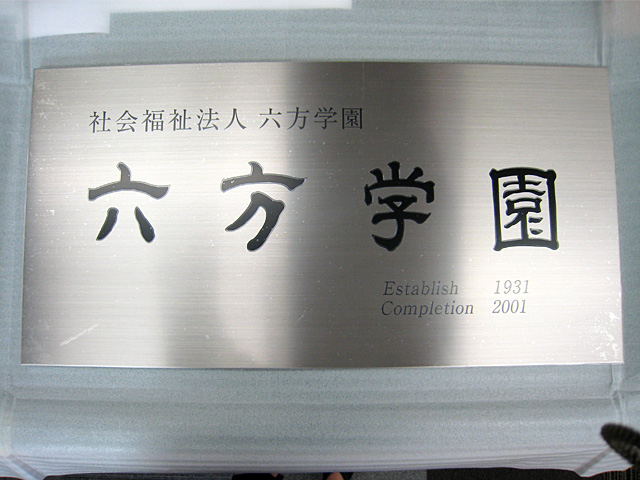 社会福祉法人 六方学園
六方学園
Establish 1931
Completion 2001